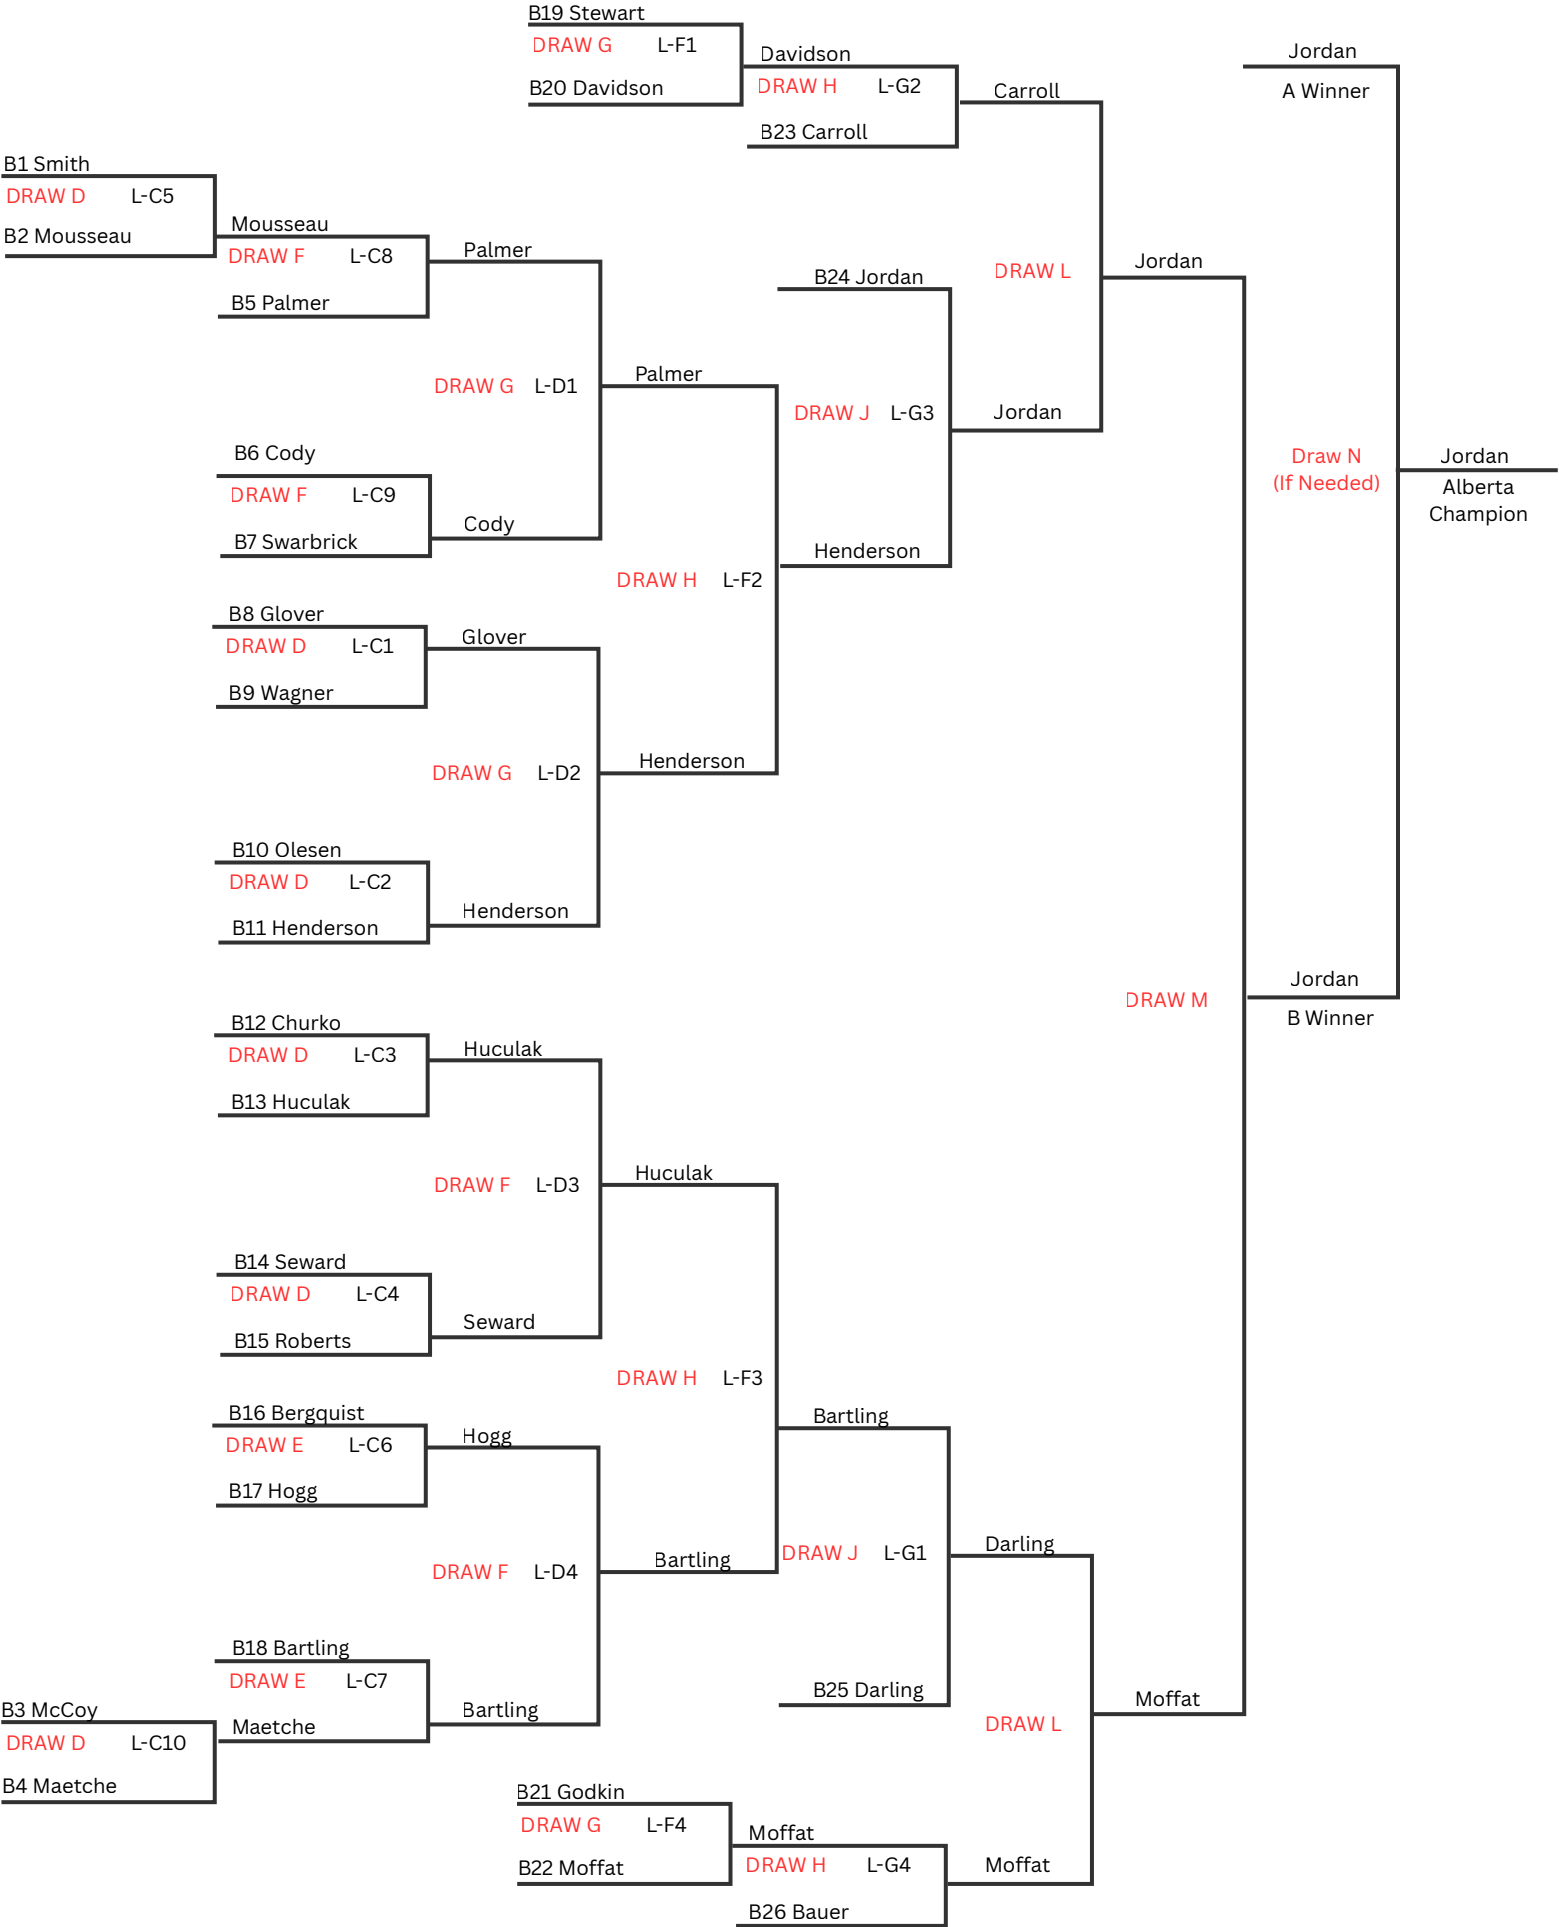 B19 Stewart
DRAW G L-F1
B20 Davidson
Davidson
DRAW H L-G2
B23 Carroll
Carroll
Jordan
A Winner
B1 Smith
DRAW D L-C5
B2 Mousseau
Mousseau
DRAW F L-C8
B5 Palmer
Palmer
DRAW G L-D1
B6 Cody
DRAW F L-C9
B7 Swarbrick
Cody
Palmer
DRAW H L-F2
B8 Glover
DRAW D L-C1
B9 Wagner
Glover
DRAW G L-D2
B10 Olesen
DRAW D L-C2
B11 Henderson
Henderson
Henderson
B24 Jordan
DRAW J L-G3
Henderson
Jordan
DRAW L
Jordan
Draw N
(If Needed)
Jordan
Alberta
Champion
DRAW M
Jordan
B Winner
B12 Churko
DRAW D L-C3
B13 Huculak
Huculak
DRAW F L-D3
B14 Seward
DRAW D L-C4
B15 Roberts
Seward
Huculak
DRAW H L-F3
B16 Bergquist
DRAW E L-C6
B17 Hogg
Hogg
DRAW F L-D4
B18 Bartling
DRAW E L-C7
Maetche
B3 McCoy
DRAW D L-C10
B4 Maetche
Bartling
Bartling
Bartling
DRAW J L-G1
B25 Darling
Darling
DRAW L
Moffat
B21 Godkin
DRAW G L-F4
B22 Moffat
Moffat
DRAW H L-G4
B26 Bauer
Moffat